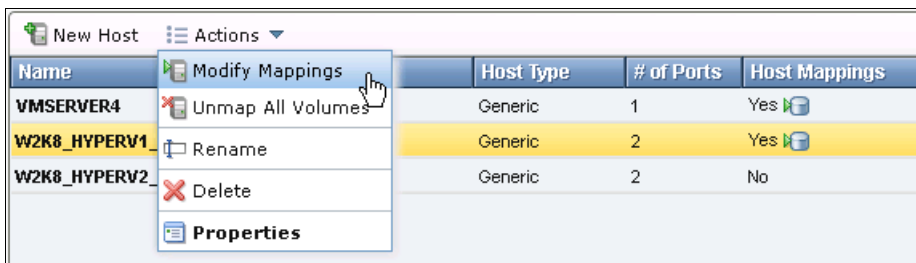 New Host Actions
Name Host Type # of Ports Host Mappings
Modify Mappings
VMSERVER4 Generic 1 Yes
Unmap All Volumes
W2K8_HYPERV1_ Generic 2 Yes
Rename
W2K8_HYPERV2_ Generic 2 No
Delete
Properties